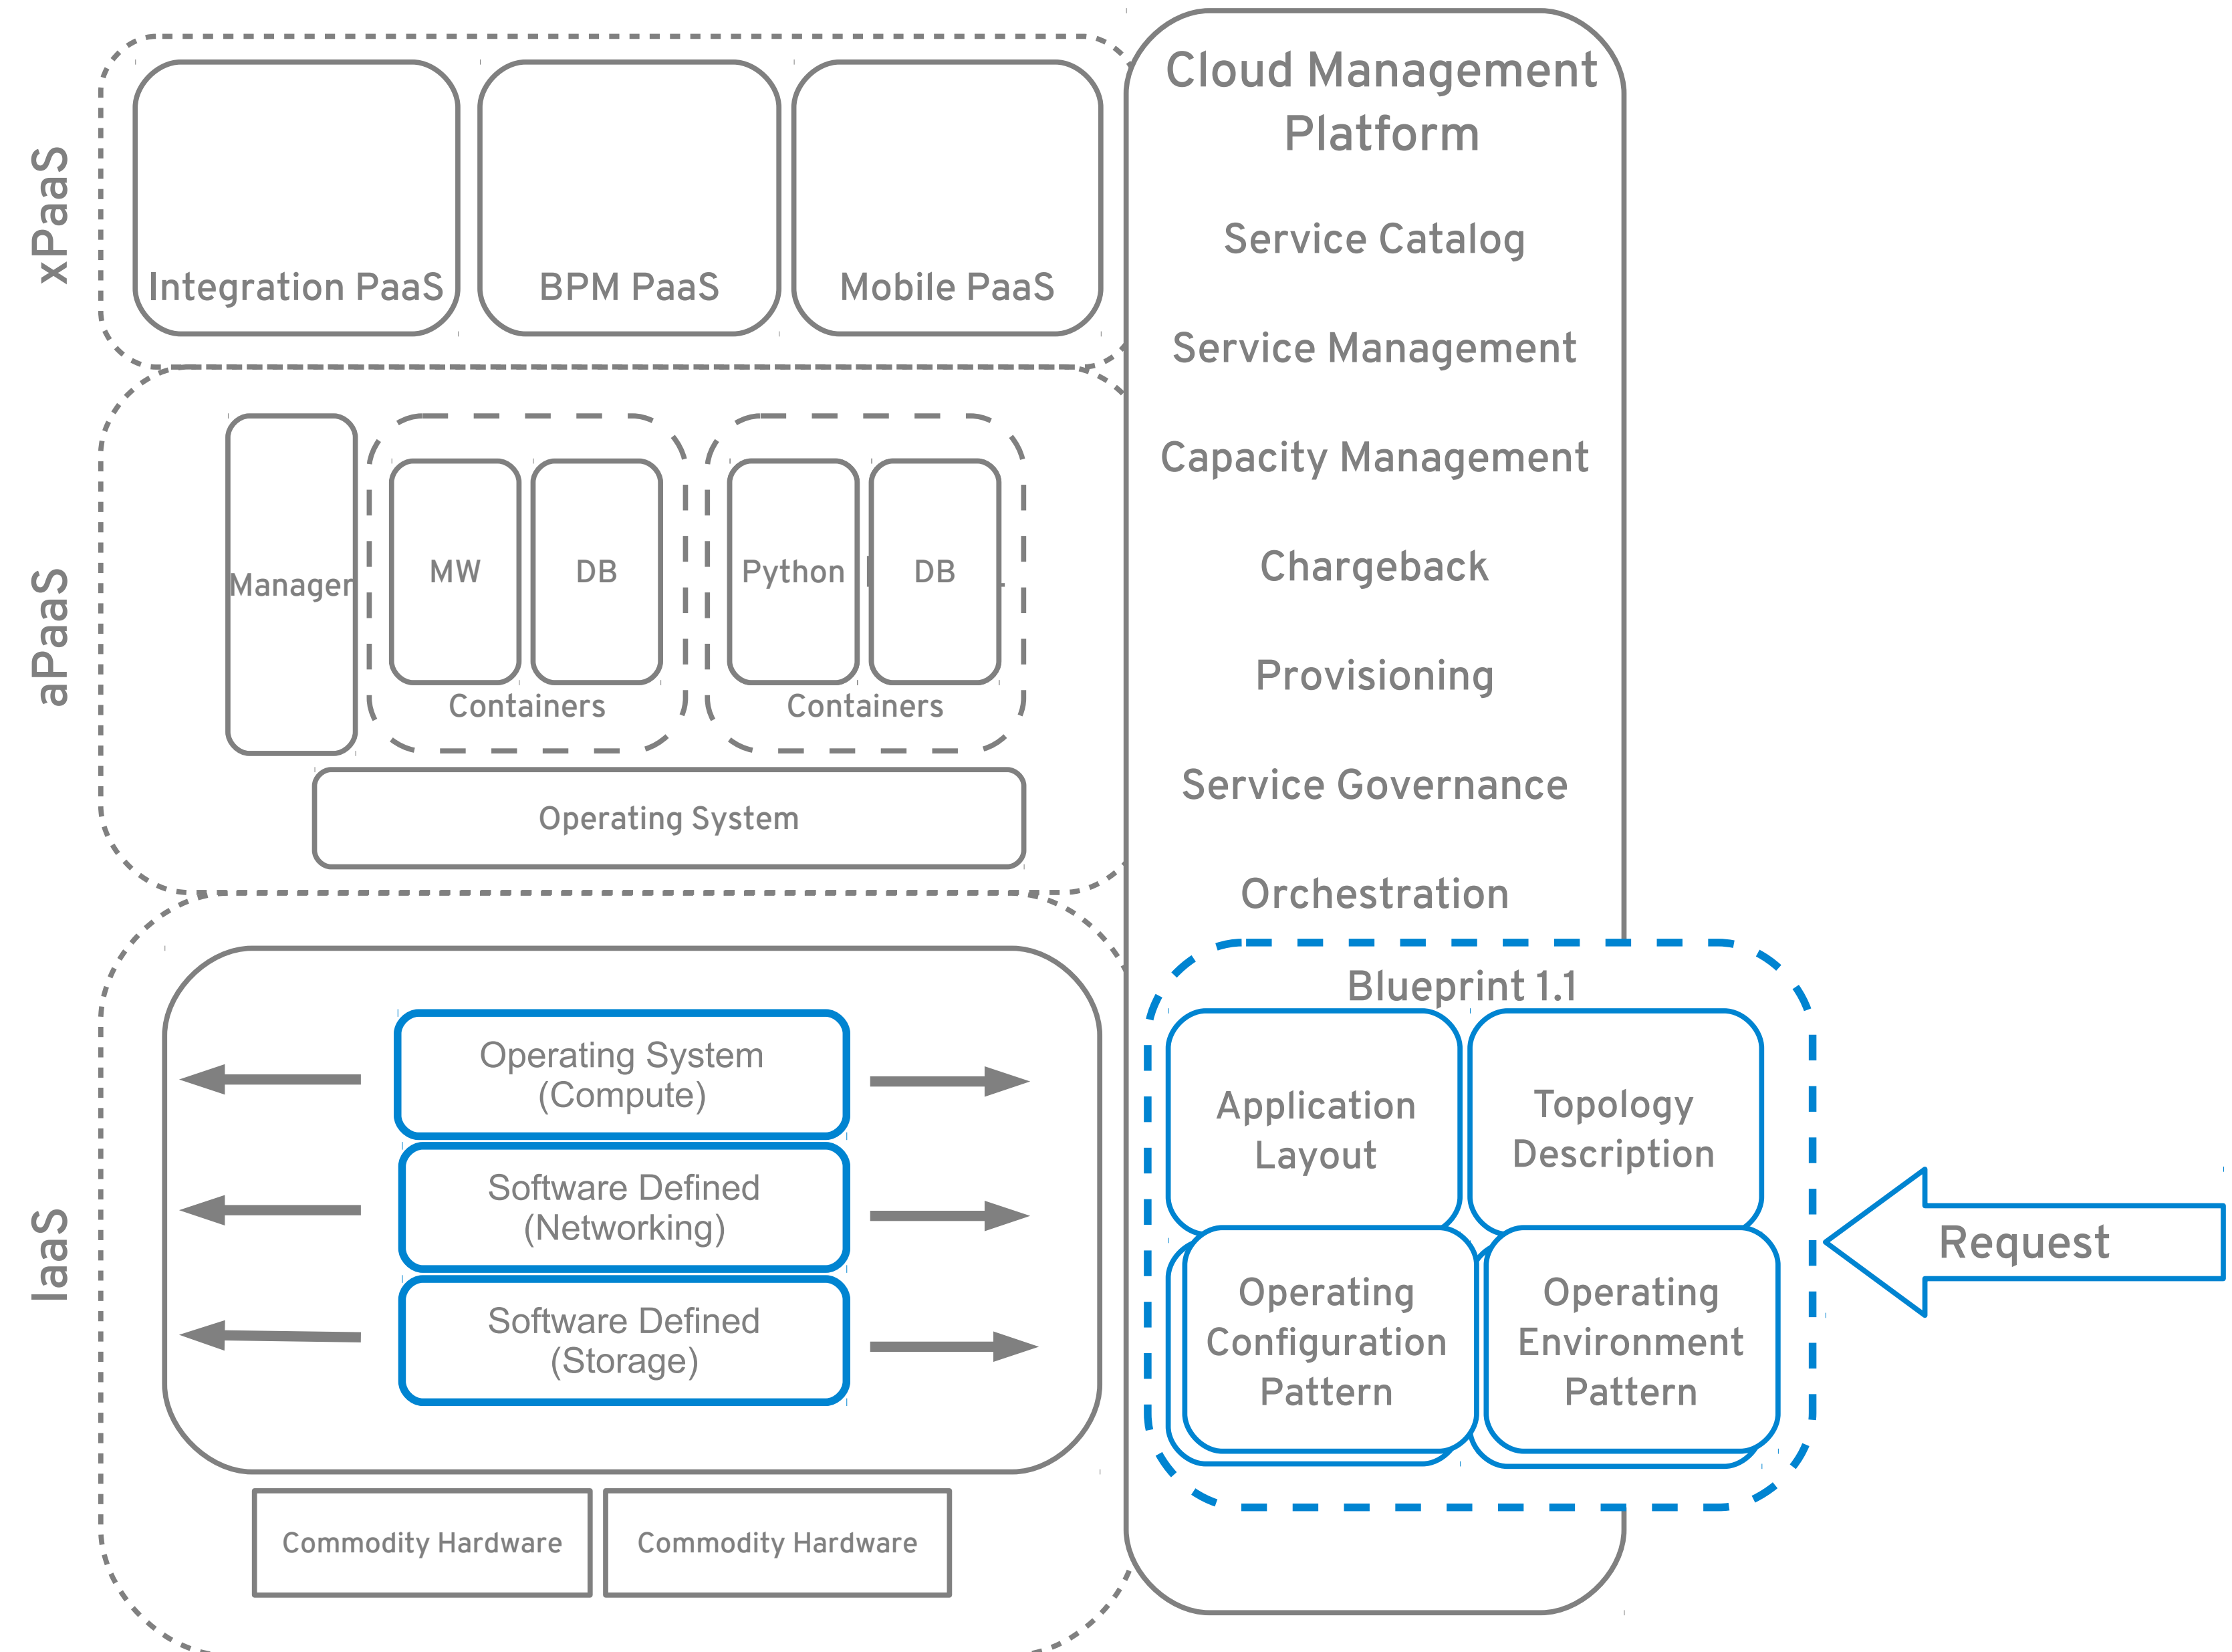 xPaaS
Integration PaaS
BPM PaaS
Mobile PaaS
aPaaS
Manager
MW
DB
Containers
Python
DB
Containers
Operating System
IaaS
Operating System
(Compute)
Software Defined
(Networking)
Software Defined
(Storage)
Commodity Hardware
Commodity Hardware
Cloud Management
Platform
Service Catalog
Service Management
Capacity Management
Chargeback
Provisioning
Service Governance
Orchestration
Blueprint 1.1
Application
Layout
Topology
Description
Operating
Configuration
Pattern
Operating
Environment
Pattern
Request